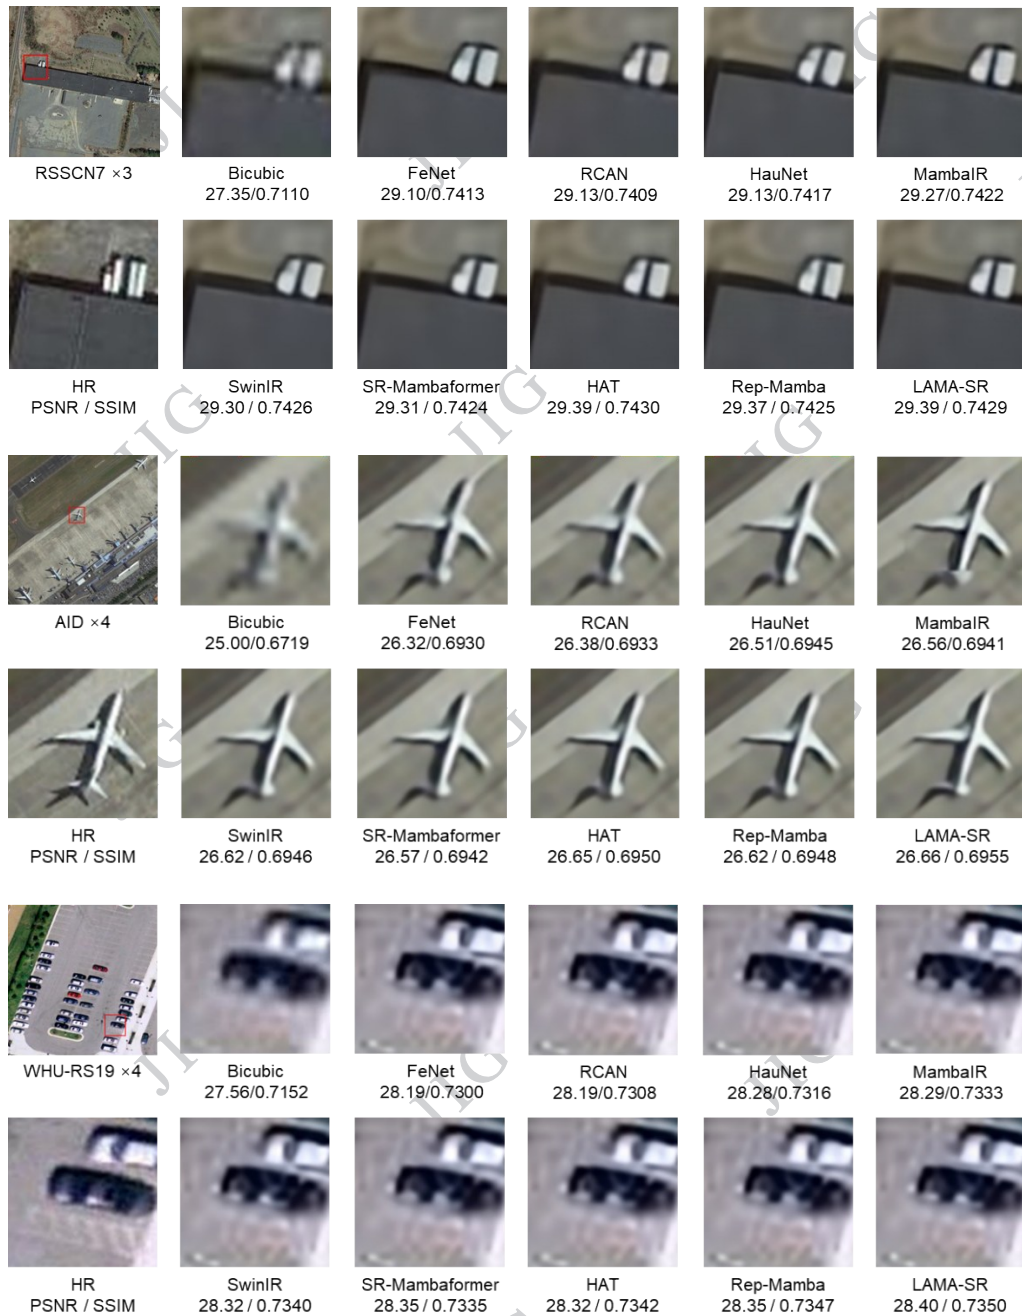 RSSCN7 ×3 Bicubic FeNet RCAN HauNet MambaIR
27.35/0.7110 29.10/0.7413 29.13/0.7409 29.13/0.7417 29.27/0.7422
HR SwinIR SR-Mambaformer HAT Rep-Mamba LAMA-SR
PSNR / SSIM 29.30 / 0.7426 29.31 / 0.7424 29.39 / 0.7430 29.37 / 0.7425 29.39 / 0.7429
JIG JIG JIG
AID ×4 Bicubic FeNet RCAN HauNet MambaIR
25.00/0.6719 26.32/0.6930 26.38/0.6933 26.51/0.6945 26.56/0.6941
HR SwinIR SR-Mambaformer HAT Rep-Mamba LAMA-SR
PSNR / SSIM 26.62 / 0.6946 26.57 / 0.6942 26.65 / 0.6950 26.62 / 0.6948 26.66 / 0.6955
WHU-RS19 ×4 Bicubic FeNet RCAN HauNet MambaIR
27.56/0.7152 28.19/0.7300 28.19/0.7308 28.28/0.7316 28.29/0.7333
HR SwinIR SR-Mambaformer HAT Rep-Mamba LAMA-SR
PSNR / SSIM 28.32 / 0.7340 28.35 / 0.7335 28.32 / 0.7342 28.35 / 0.7347 28.40 / 0.7350